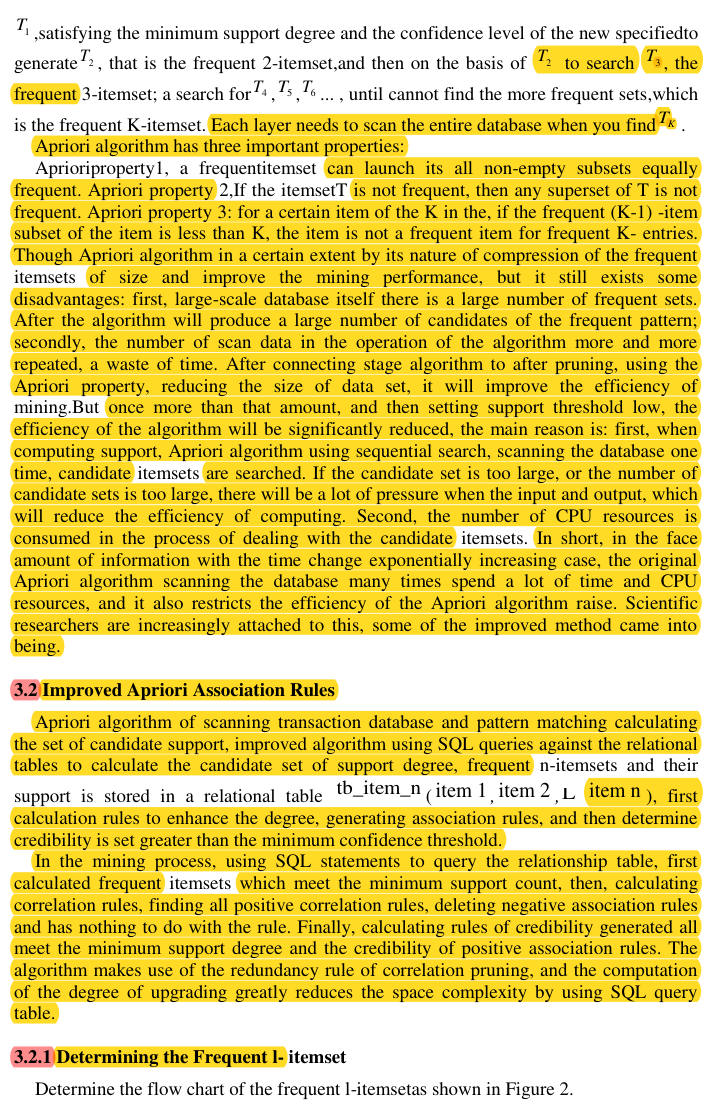 T1 ,satisfying the minimum support degree and the confidence level of the new specifiedto
generate T2 , that is the frequent 2-itemset,and then on the basis of T2 to search T3 , the
frequent 3-itemset; a search for T4 , T5 , T6 ... , until cannot find the more frequent sets,which
is the frequent K-itemset. Each layer needs to scan the entire database when you find TK .
Apriori algorithm has three important properties:
Aprioriproperty1, a frequentitemset can launch its all non-empty subsets equally
frequent. Apriori property 2,If the itemsetT is not frequent, then any superset of T is not
frequent. Apriori property 3: for a certain item of the K in the, if the frequent (K-1) -item
subset of the item is less than K, the item is not a frequent item for frequent K- entries.
Though Apriori algorithm in a certain extent by its nature of compression of the frequent
itemsets of size and improve the mining performance, but it still exists some
disadvantages: first, large-scale database itself there is a large number of frequent sets.
After the algorithm will produce a large number of candidates of the frequent pattern;
secondly, the number of scan data in the operation of the algorithm more and more
repeated, a waste of time. After connecting stage algorithm to after pruning, using the
Apriori property, reducing the size of data set, it will improve the efficiency of
mining.But once more than that amount, and then setting support threshold low, the
efficiency of the algorithm will be significantly reduced, the main reason is: first, when
computing support, Apriori algorithm using sequential search, scanning the database one
time, candidate itemsets are searched. If the candidate set is too large, or the number of
candidate sets is too large, there will be a lot of pressure when the input and output, which
will reduce the efficiency of computing. Second, the number of CPU resources is
consumed in the process of dealing with the candidate itemsets. In short, in the face
amount of information with the time change exponentially increasing case, the original
Apriori algorithm scanning the database many times spend a lot of time and CPU
resources, and it also restricts the efficiency of the Apriori algorithm raise. Scientific
researchers are increasingly attached to this, some of the improved method came into
being.
3.2 Improved Apriori Association Rules
Apriori algorithm of scanning transaction database and pattern matching calculating
the set of candidate support, improved algorithm using SQL queries against the relational
tables to calculate the candidate set of support degree, frequent n-itemsets and their
support is stored in a relational table tb_item_n ( item 1 , item 2 , L item n ), first
calculation rules to enhance the degree, generating association rules, and then determine
credibility is set greater than the minimum confidence threshold.
In the mining process, using SQL statements to query the relationship table, first
calculated frequent itemsets which meet the minimum support count, then, calculating
correlation rules, finding all positive correlation rules, deleting negative association rules
and has nothing to do with the rule. Finally, calculating rules of credibility generated all
meet the minimum support degree and the credibility of positive association rules. The
algorithm makes use of the redundancy rule of correlation pruning, and the computation
of the degree of upgrading greatly reduces the space complexity by using SQL query
table.
3.2.1 Determining the Frequent l- itemset
Determine the flow chart of the frequent l-itemsetas shown in Figure 2.